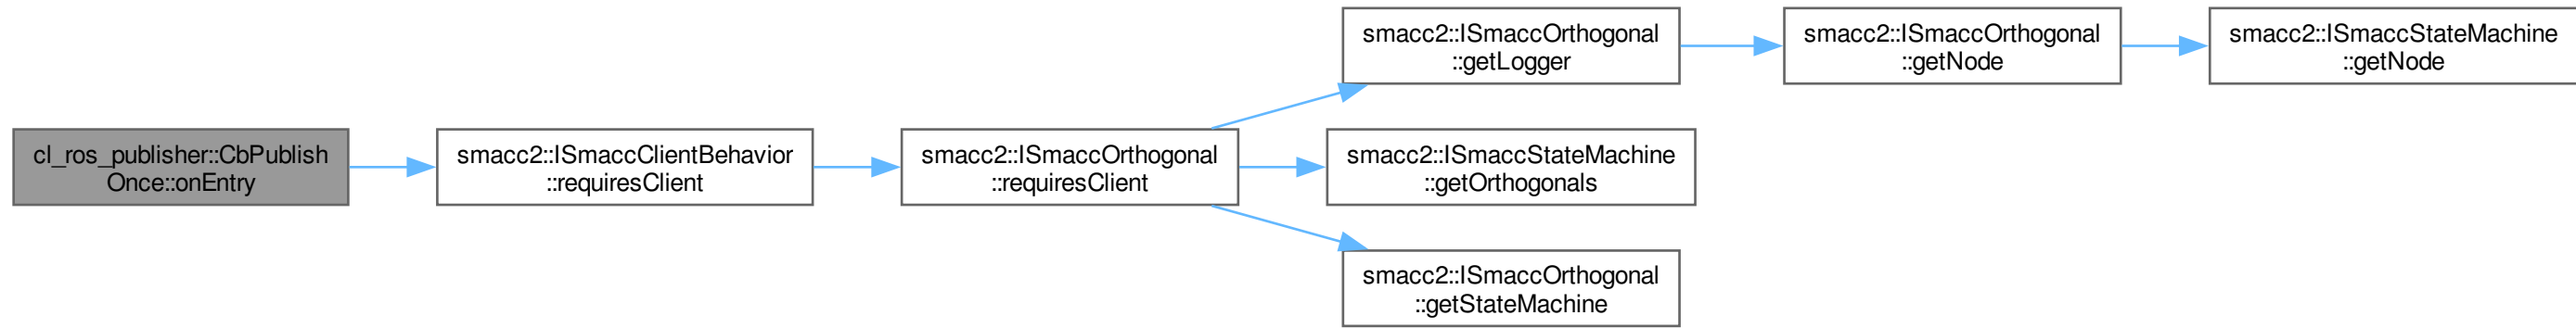 cl_ros_publisher::CbPublish
Once::onEntry
smacc2::ISmaccClientBehavior
::requiresClient
smacc2::ISmaccOrthogonal
::requiresClient
smacc2::ISmaccOrthogonal
::getLogger
smacc2::ISmaccOrthogonal
::getNode
smacc2::ISmaccStateMachine
::getNode
smacc2::ISmaccStateMachine
::getOrthogonals
smacc2::ISmaccOrthogonal
::getStateMachine